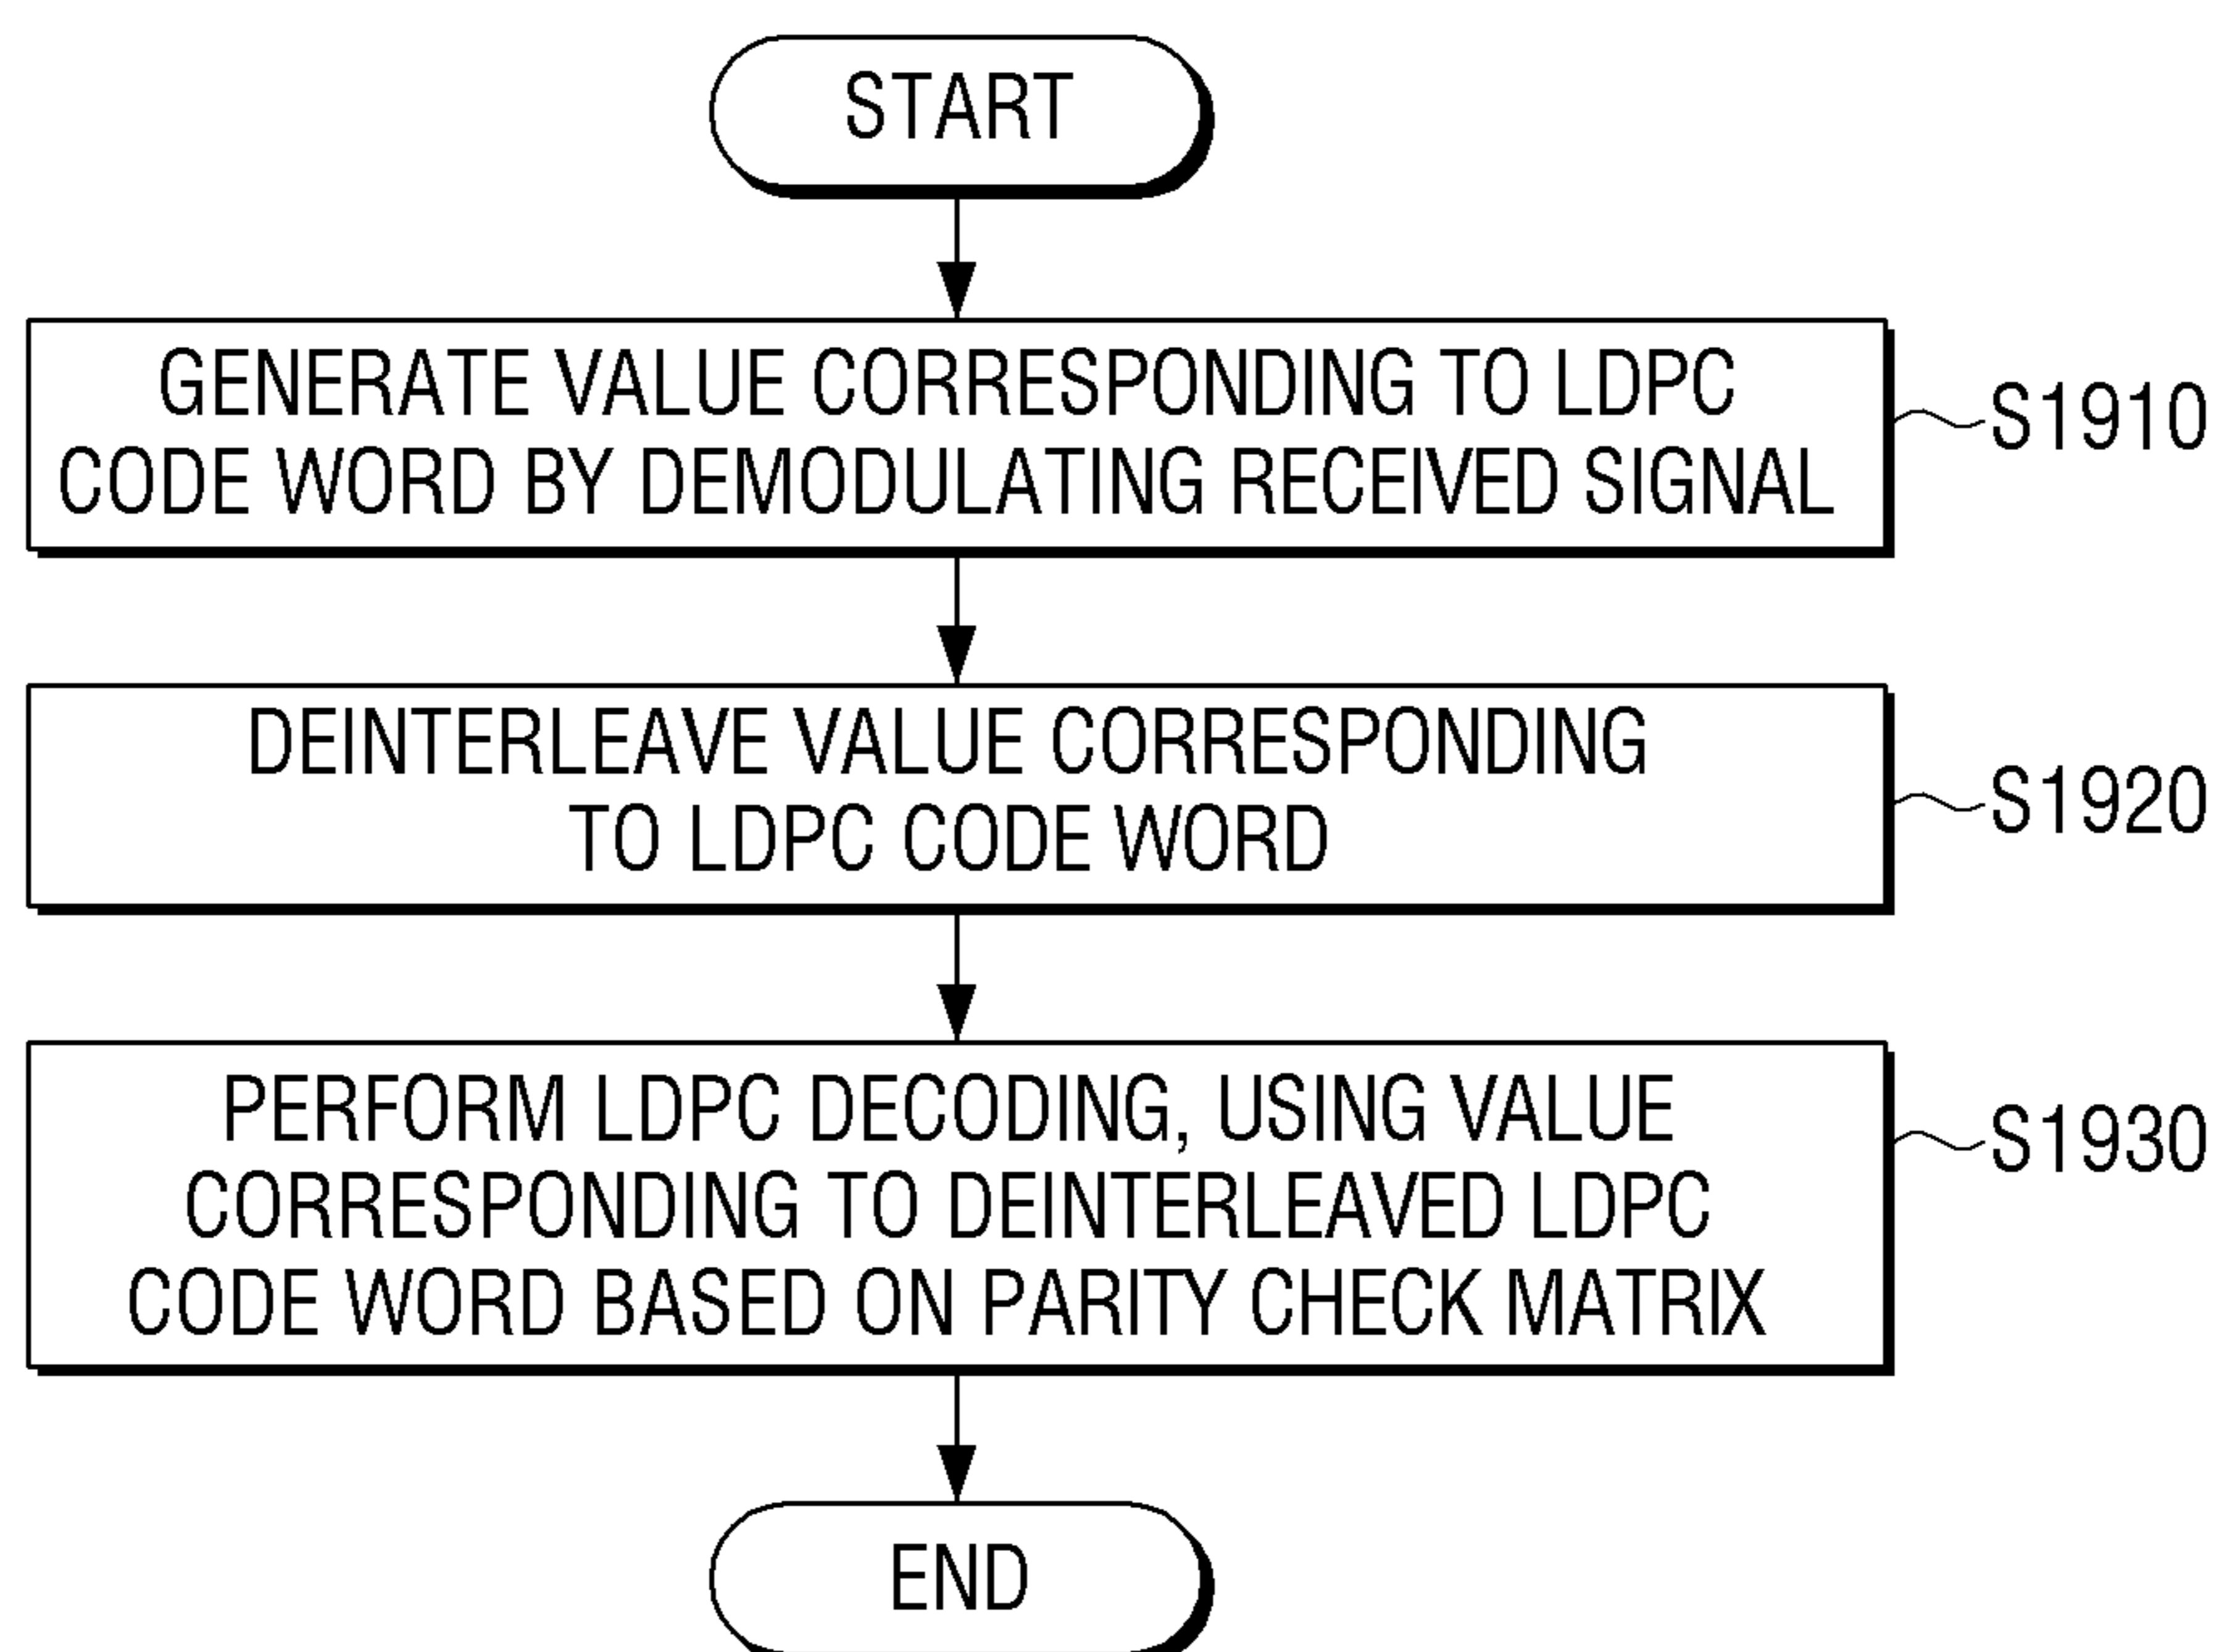 START
GENERATE VALUE CORRESPONDING TO LDPC
CODE WORD BY DEMODULATING RECEIVED SIGNAL
S1910
DEINTERLEAVE VALUE CORRESPONDING
TO LDPC CODE WORD
S1920
PERFORM LDPC DECODING, USING VALUE
CORRESPONDING TO DEINTERLEAVED LDPC
CODE WORD BASED ON PARITY CHECK MATRIX
S1930
END